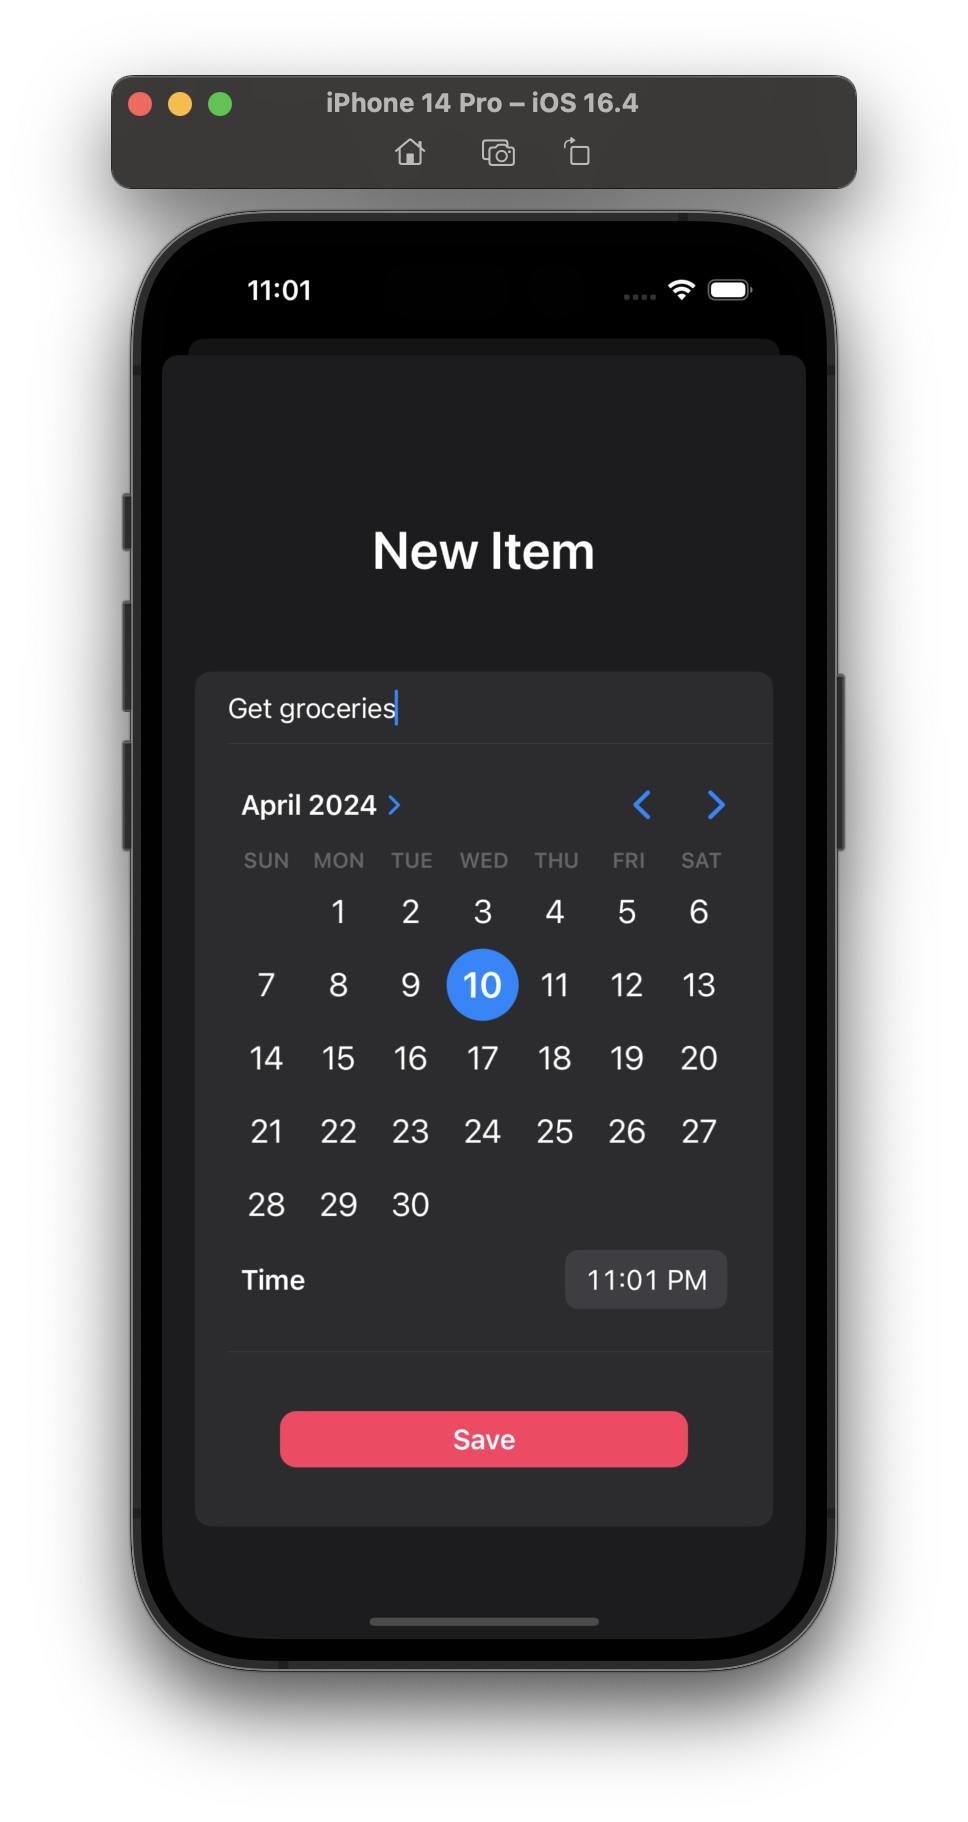 iPhone 14 Pro – iOS 16.4
11:01
New Item
Get groceries
April 2024
SUN MON TUE WED THU FRI SAT
1 2 3 4 5 6
7 8 9 10 11 12 13
14 15 16 17 18 19 20
21 22 23 24 25 26 27
28 29 30
Time 11:01 PM
Save